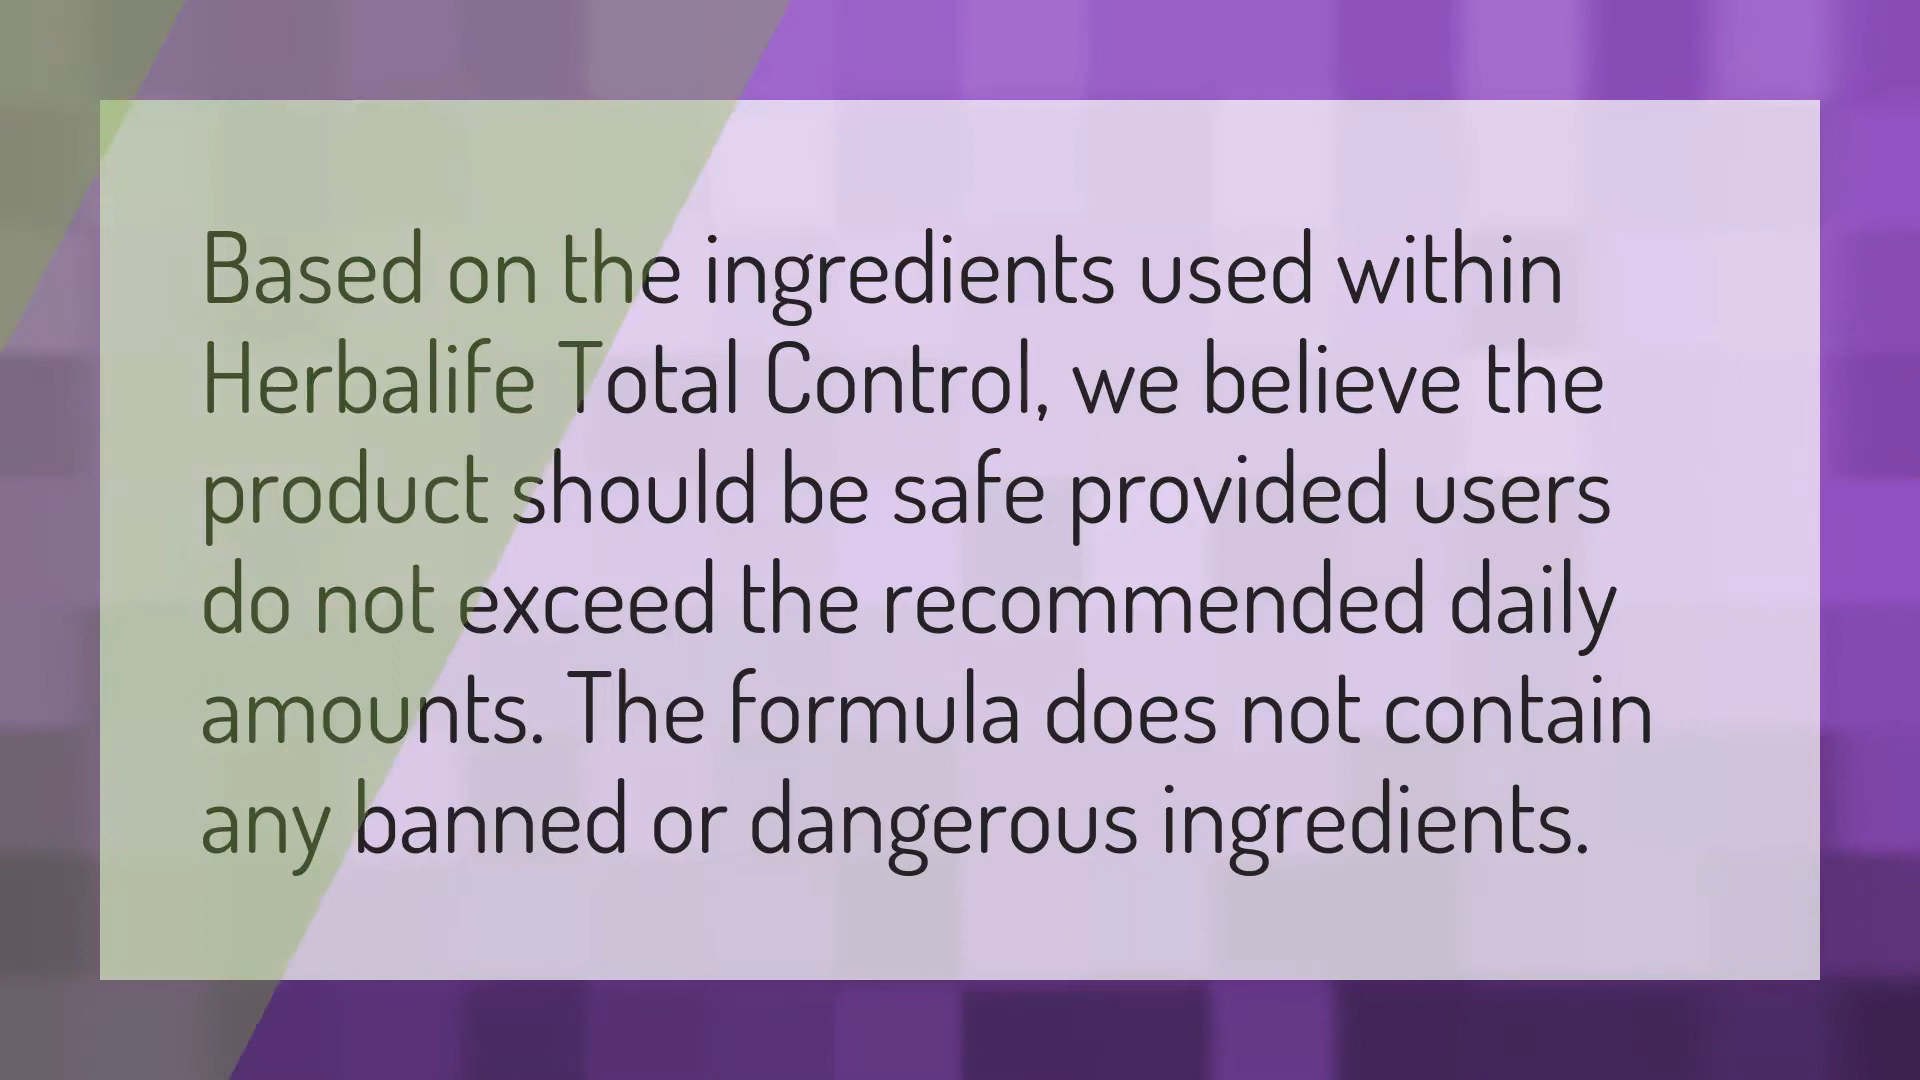 Based on the ingredients used within
Herbalife Total Control, we believe the
product should be safe provided users
do not exceed the recommended daily
amounts. The formula does not contain
any banned or dangerous ingredients.